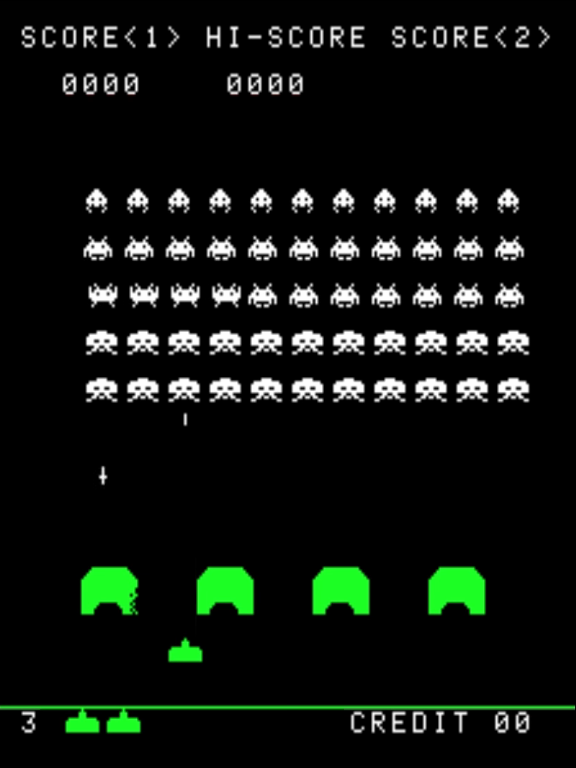 SCORE<1> HI-SCORE SCORE<2>
0000 0000
3 CREDIT 00